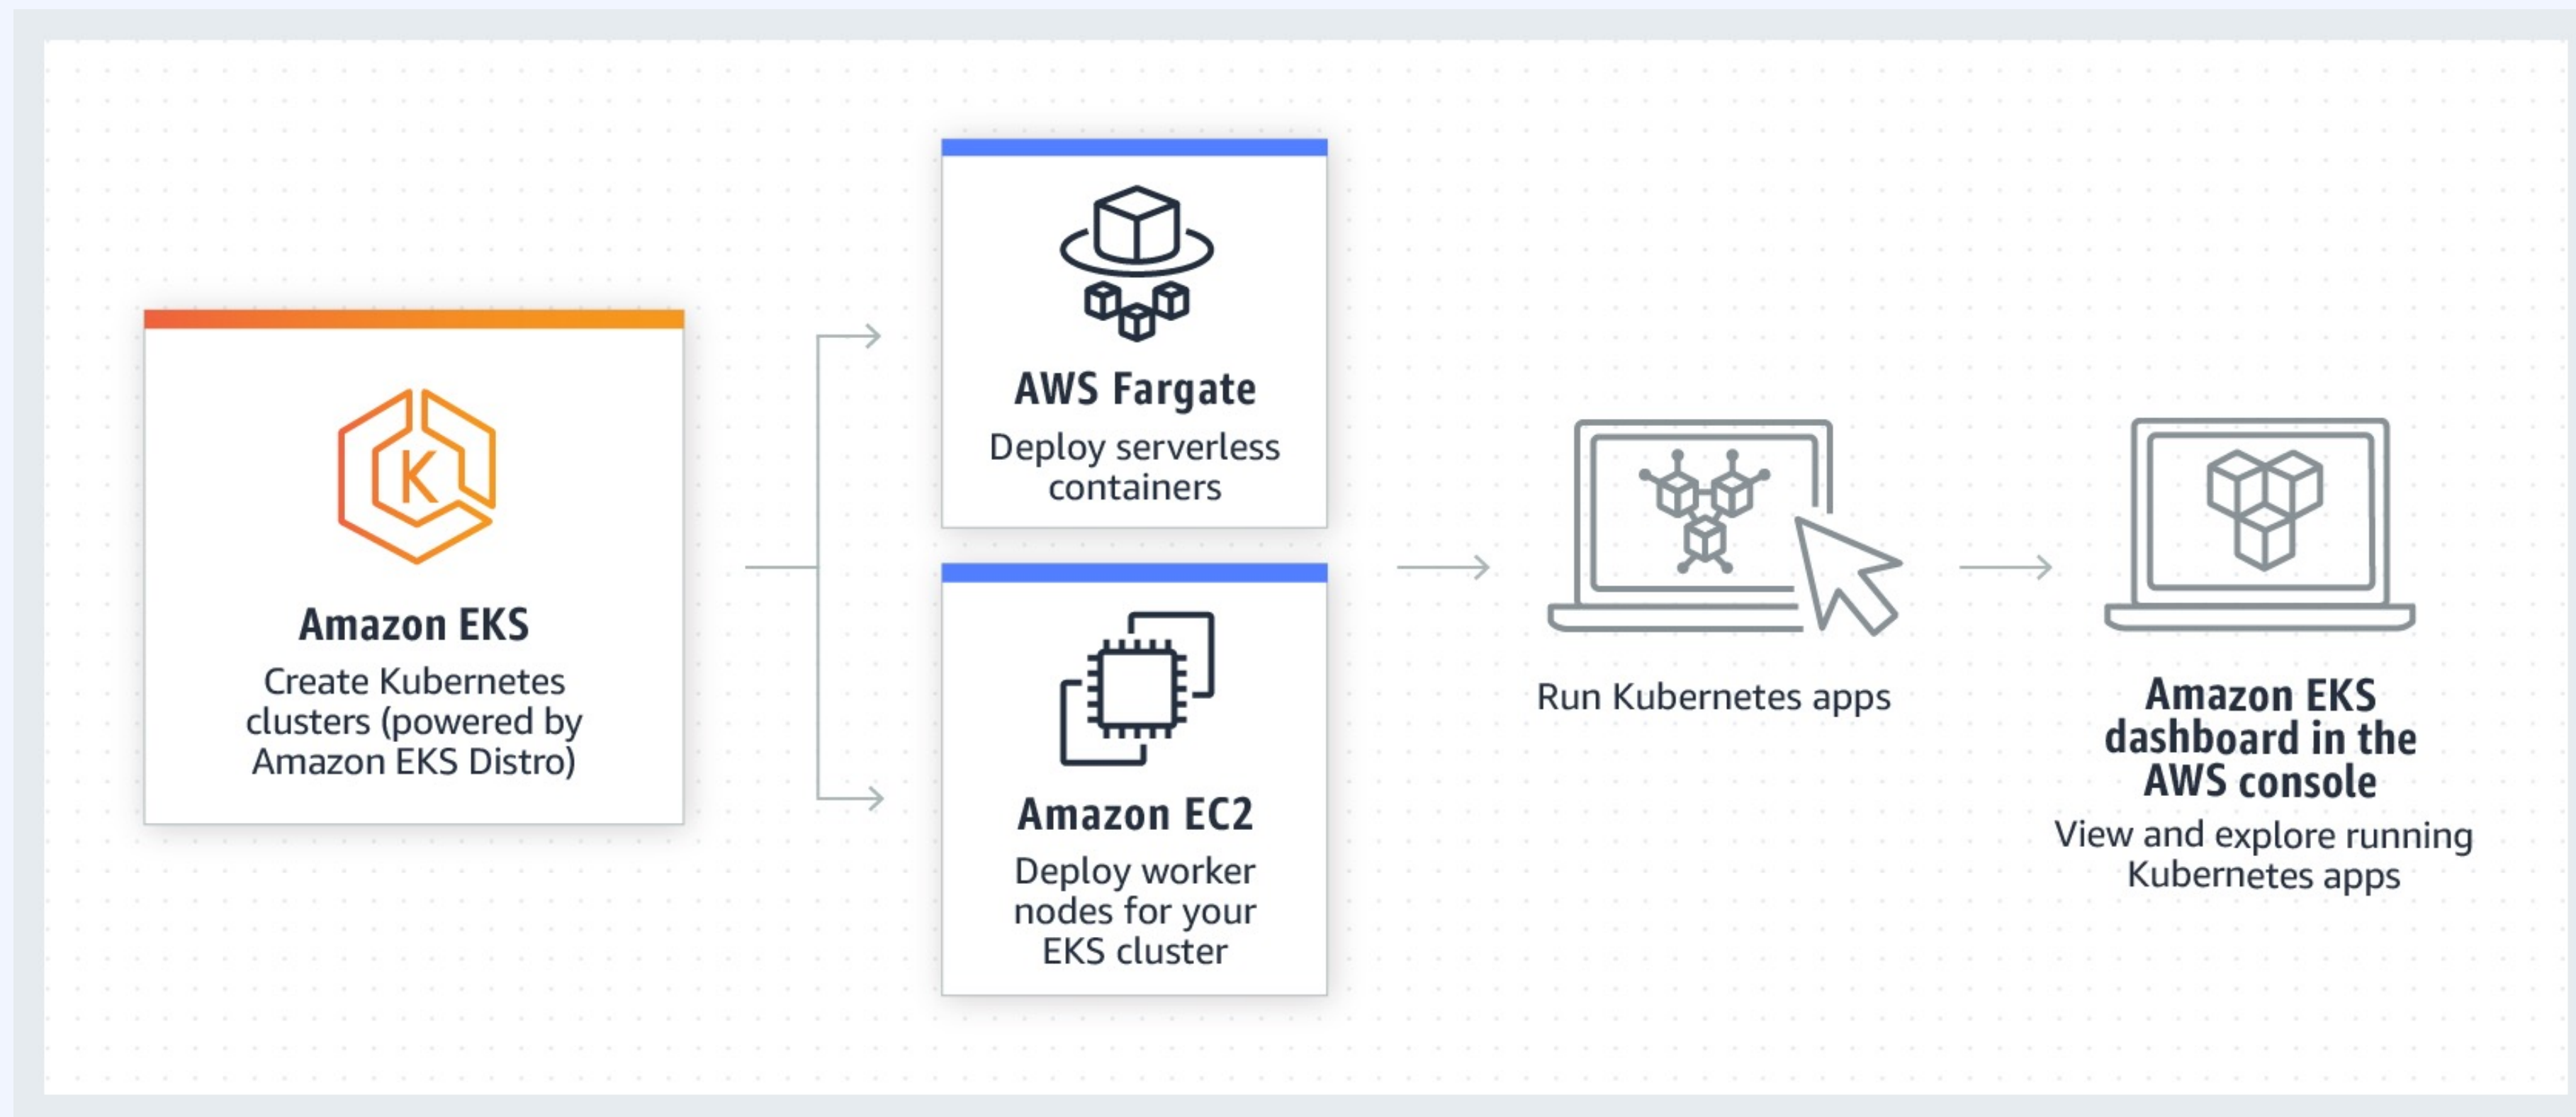 K
Amazon EKS
Create Kubernetes
clusters (powered by
Amazon EKS Distro)
AWS Fargate
Deploy serverless
containers
Amazon EC2
Deploy worker
nodes for your
EKS cluster
Run Kubernetes apps
Amazon EKS
dashboard in the
AWS console
View and explore running
Kubernetes apps